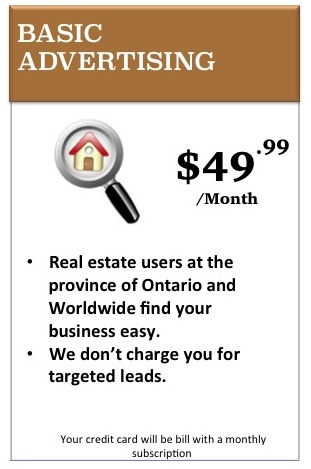 BASIC
ADVERTISING
$49.99
/Month
• Real estate users at the
province of Ontario and
Worldwide find your
business easy.
• We don't charge you for
targeted leads.
Your credit card will be bill with a monthly
subscription